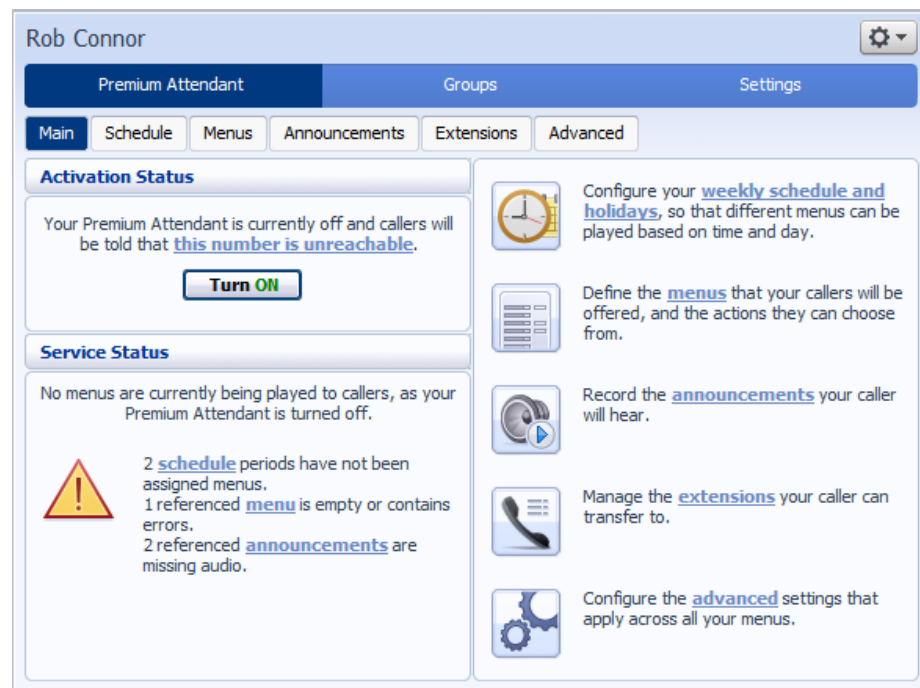 Rob Connor
Premium Attendant
Groups
Settings
Main
Schedule
Menus
Announcements
Extensions
Advanced
Activation Status
Your Premium Attendant is currently off and callers will
be told that this number is unreachable.
Turn ON
Service Status
No menus are currently being played to callers, as your
Premium Attendant is turned off.
2 schedule periods have not been
assigned menus.
1 referenced menu is empty or contains
errors.
2 referenced announcements are
missing audio.
Configure your weekly schedule and
holidays, so that different menus can be
played based on time and day.
Define the menus that your callers will be
offered, and the actions they can choose
from.
Record the announcements your caller
will hear.
Manage the extensions your caller can
transfer to.
Configure the advanced settings that
apply across all your menus.